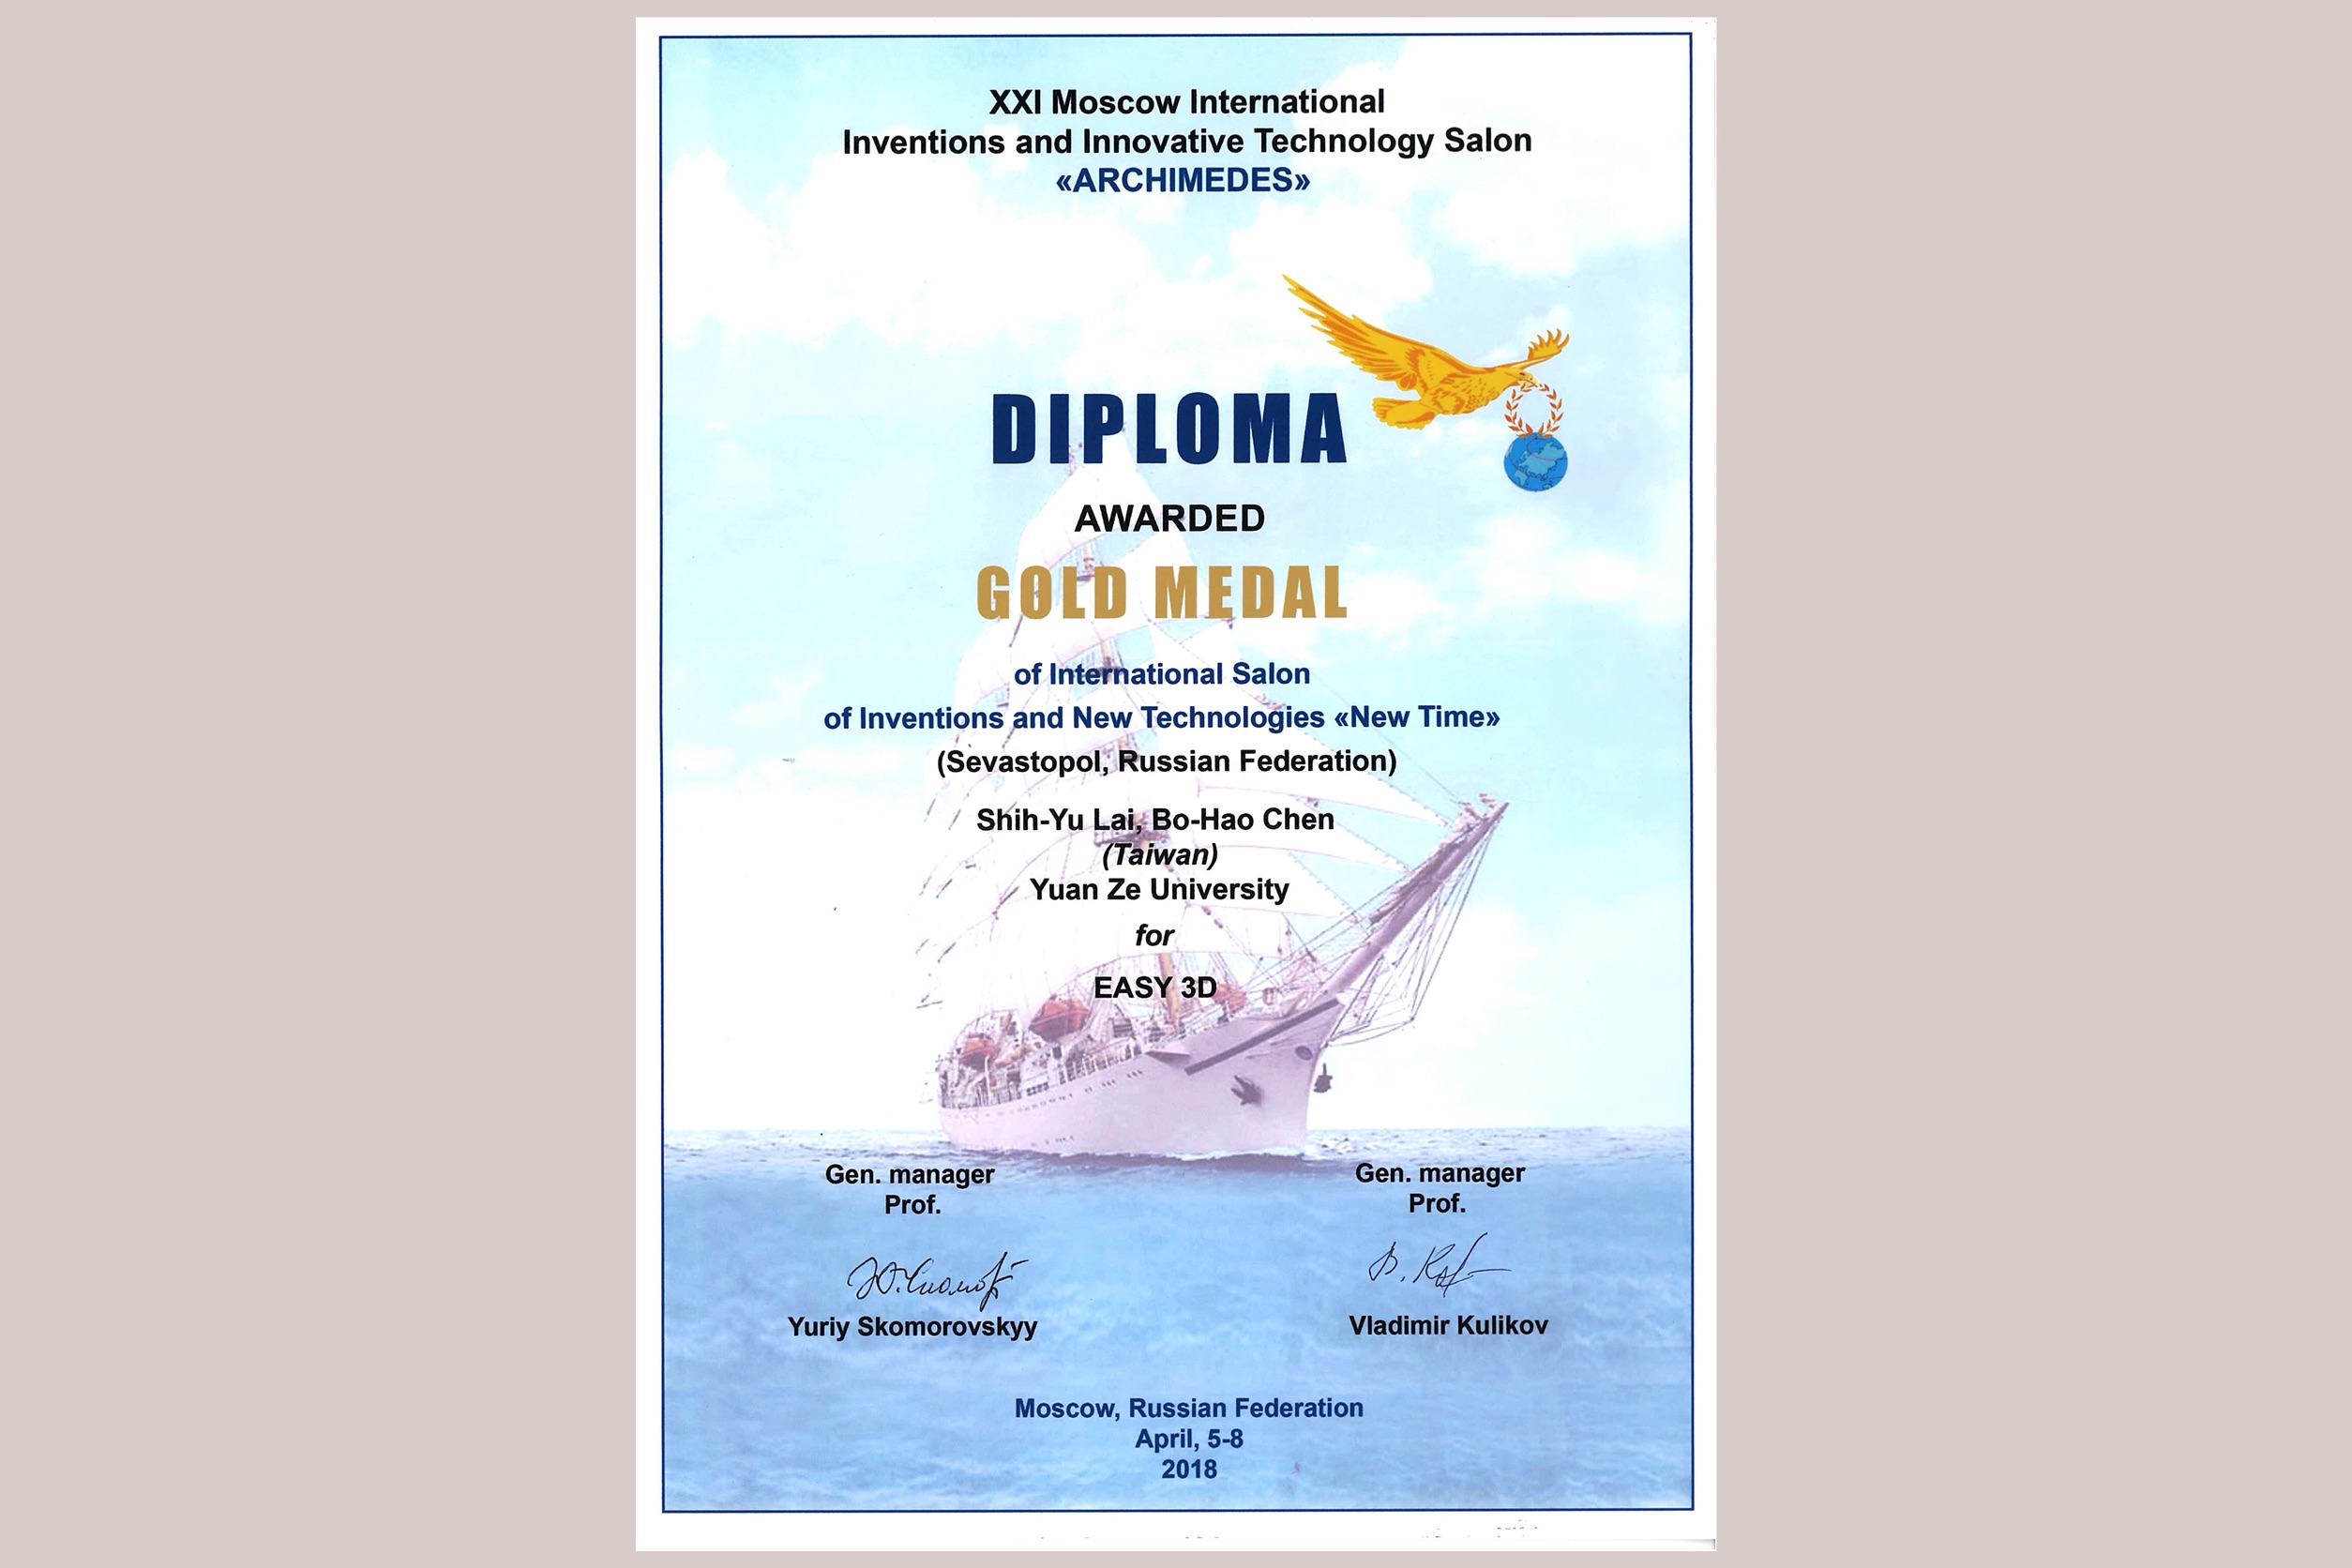 XXI Moscow International
Inventions and Innovative Technology Salon
«ARCHIMEDES»
DIPLOMA
AWARDED
GOLD MEDAL
of International Salon
of Inventions and New Technologies «New Time»
(Sevastopol, Russian Federation)
Shih-Yu Lai, Bo-Hao Chen
(Taiwan)
Yuan Ze University
for
EASY 3D
Gen. manager
Prof.
Yuriy Skomorovskyy
Gen. manager
Prof.
Vladimir Kulikov
Moscow, Russian Federation
April, 5-8
2018